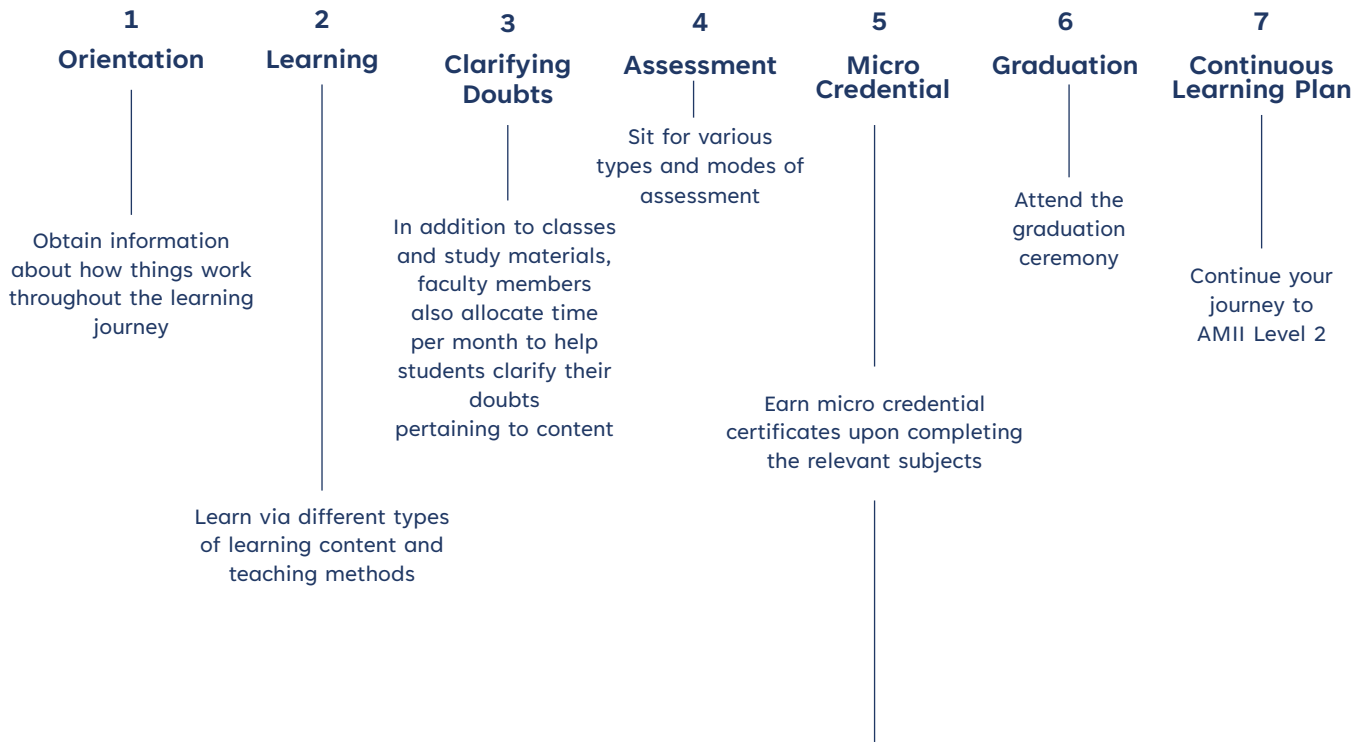 1
Orientation
Obtain information
about how things work
throughout the learning
journey
2
Learning
Learn via different types
of learning content and
teaching methods
3
Clarifying
Doubts
In addition to classes
and study materials,
faculty members
also allocate time
per month to help
students clarify their
doubts
pertaining to content
4
Assessment
Sit for various
types and modes of
assessment
5
Micro
Credential
Earn micro credential
certificates upon completing
the relevant subjects
6
Graduation
Attend the
graduation
ceremony
7
Continuous
Learning Plan
Continue your
journey to
AMII Level 2